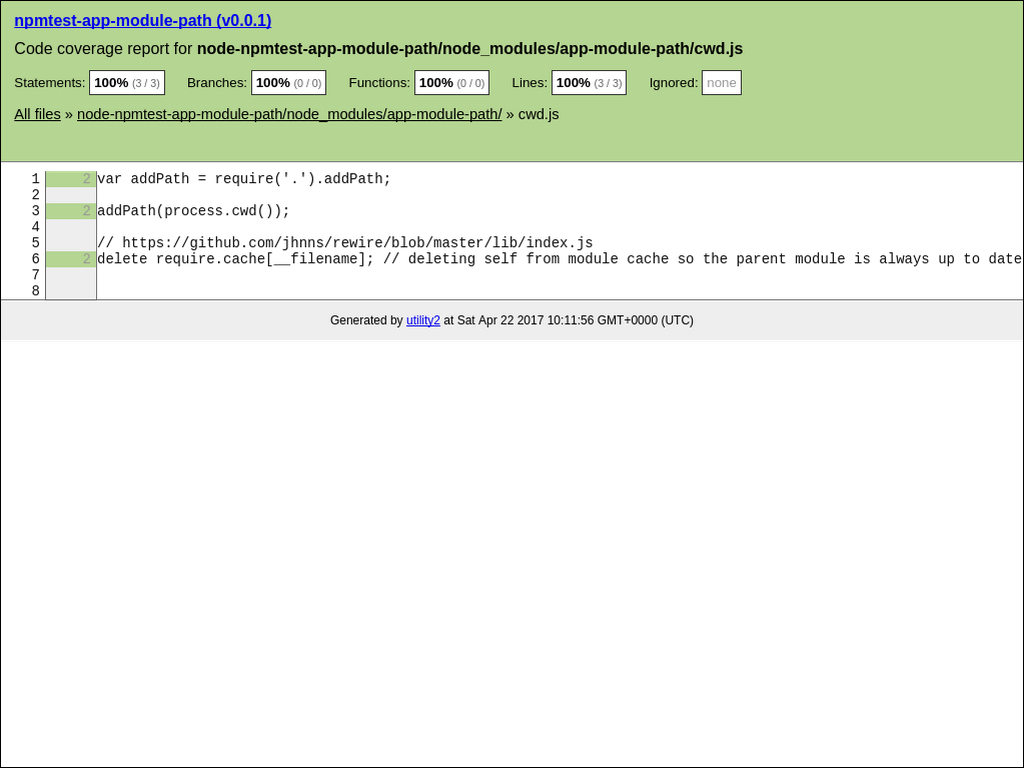 npmtest-app-module-path (v0.0.1)
Code coverage report for node-npmtest-app-module-path/node_modules/app-module-path/cwd.js
Statements: 100% (3 / 3) Branches: 100% (0 / 0) Functions: 100% (0 / 0) Lines: 100% (3 / 3) Ignored: none
All files » node-npmtest-app-module-path/node_modules/app-module-path/ » cwd.js
1 2 var addPath = require('.').addPath;
2
3 2 addPath(process.cwd());
4
5 // https://github.com/jhnns/rewire/blob/master/lib/index.js
6 2 delete require.cache[__filename]; // deleting self from module cache so the parent module is always up to date
7
8
Generated by utility2 at Sat Apr 22 2017 10:11:56 GMT+0000 (UTC)